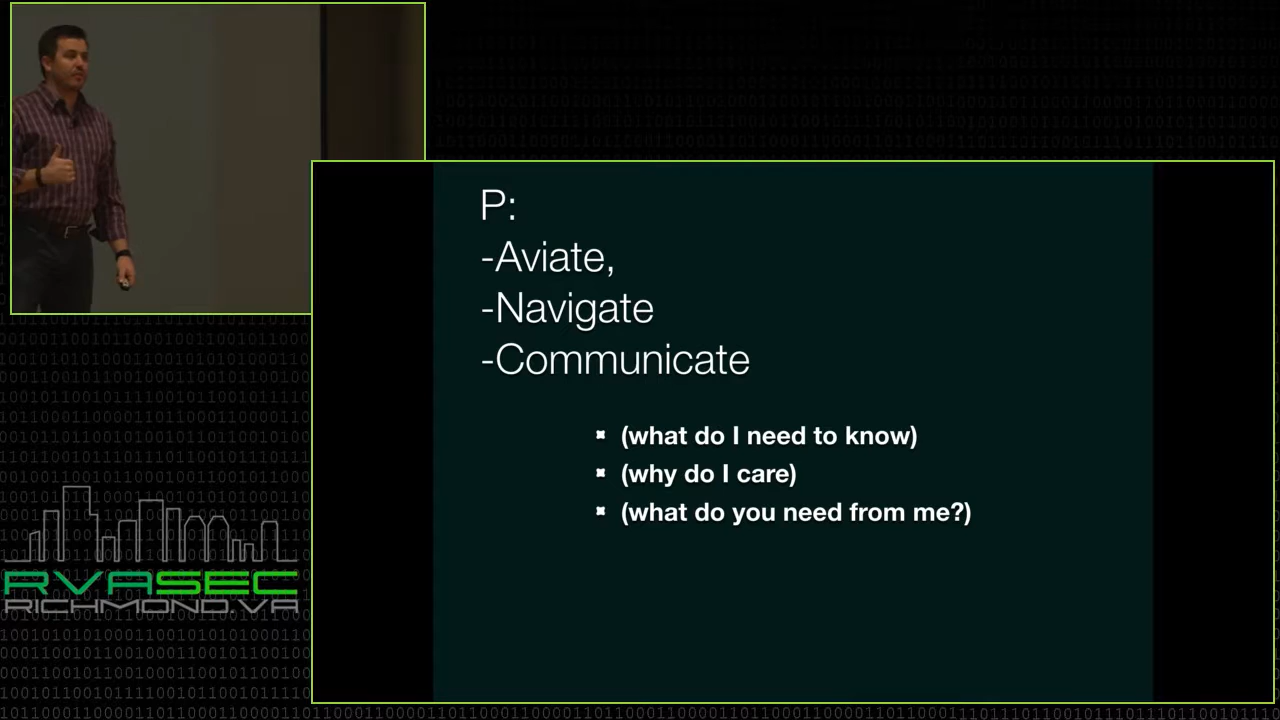 P:
-Aviate,
-Navigate
-Communicate
(what do I need to know)
(why do I care)
(what do you need from me?)
RVASEC
RICHMOND.VA